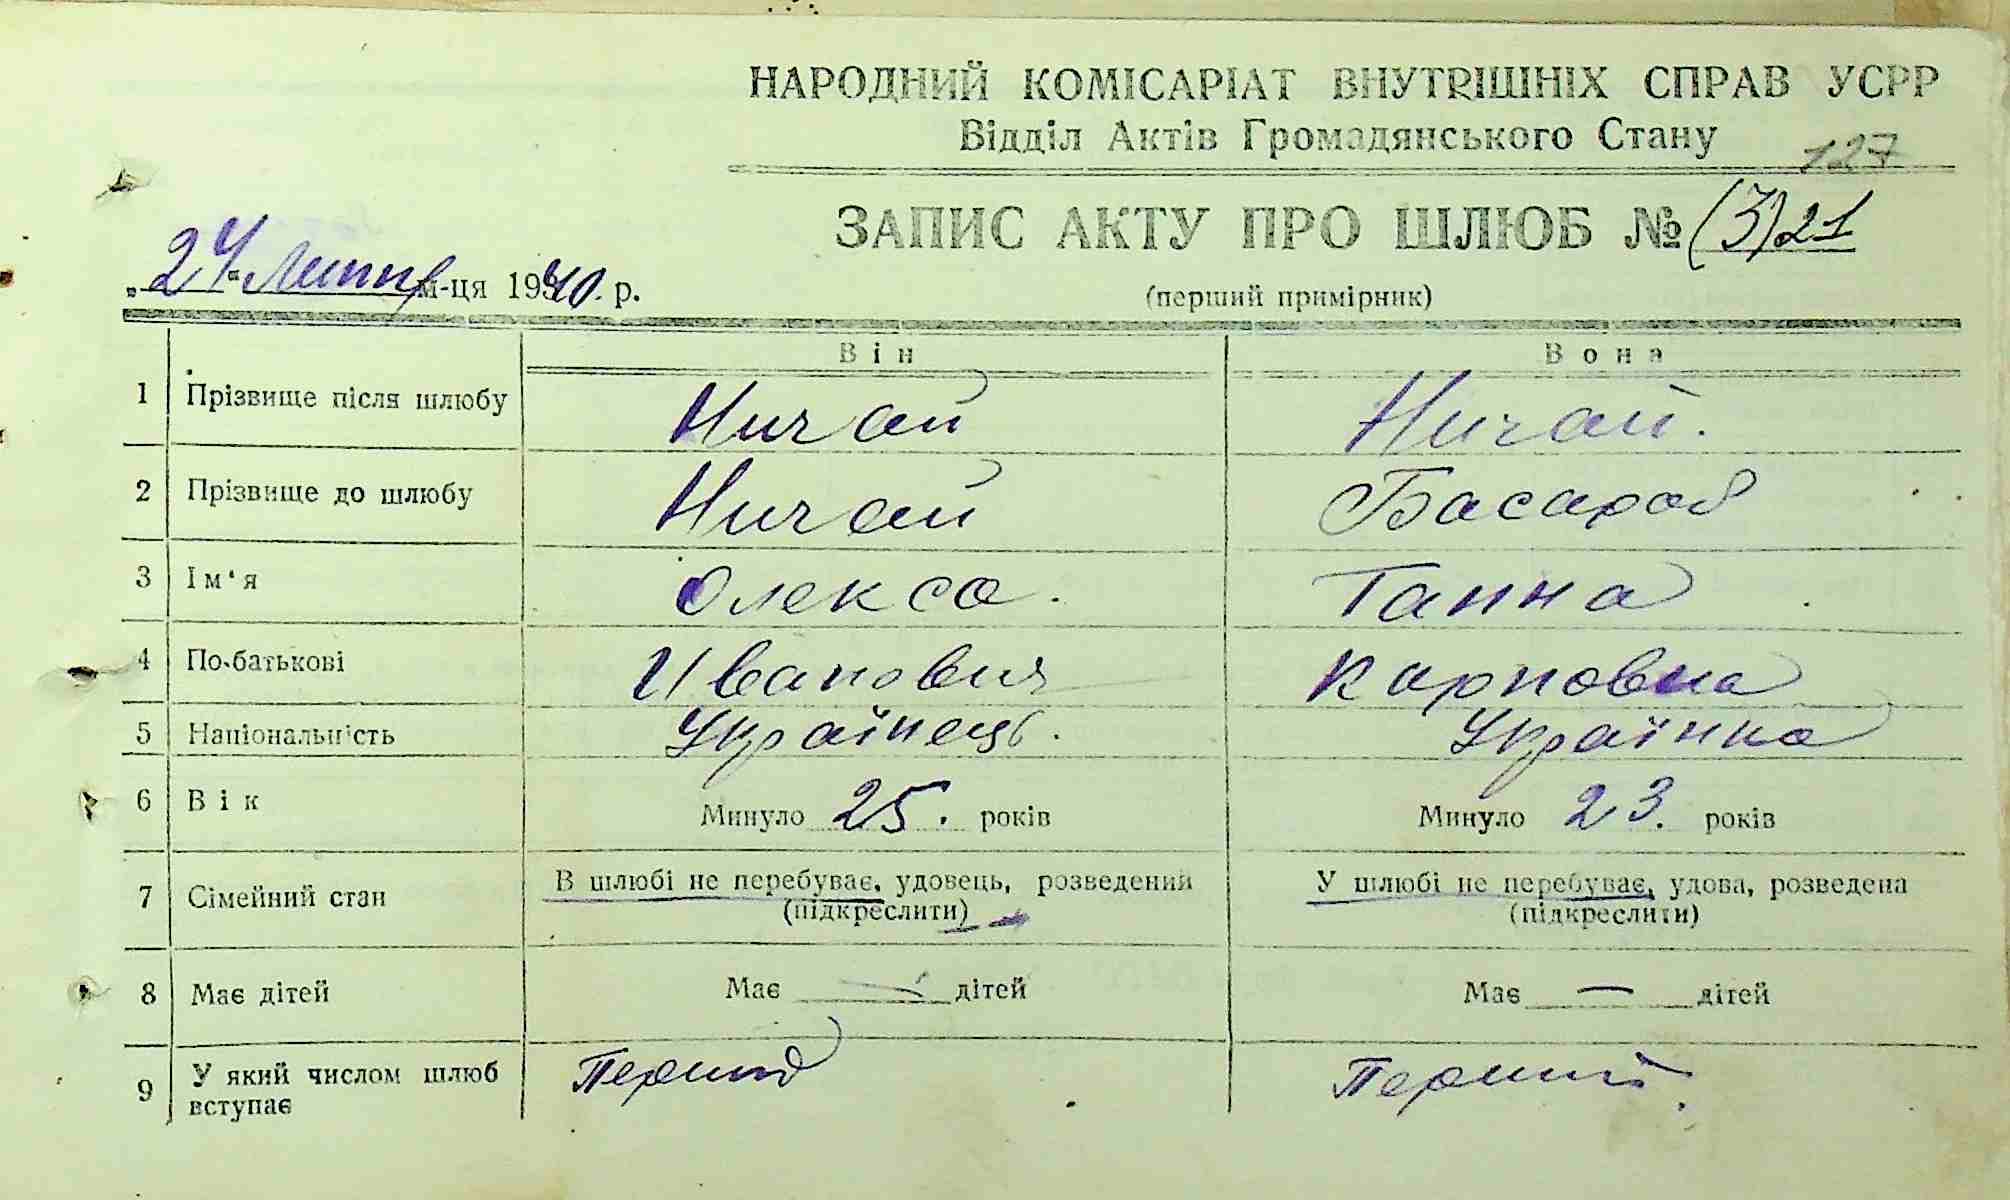 НАРОДНИЙ КОМІСАРІАТ ВНУТРІШНІХ СПРАВ УСРР
Відділ Актів Громадянського Стану
127
ЗАПИС АКТУ ПРО ШЛЮБ № (3) 21
„24“ Липня м-ця 1940. р.
(перший примірник)
Він Вона
1 Прізвище після шлюбу Ничай Ничай.
2 Прізвище до шлюбу Ничай Басараб
3 Ім'я Олекса. Ганна
4 По-батькові Иванович Карповна
5 Національність Українець. Українка
6 Вік Минуло 25. років Минуло 23. років
7 Сімейний стан В шлюбі не перебуває, удовець, розведений У шлюбі не перебуває, удова, розведена
(підкреслити) (підкреслити)
8 Має дітей Має — дітей Має — дітей
9 У який числом шлюб вступає Перший Перший